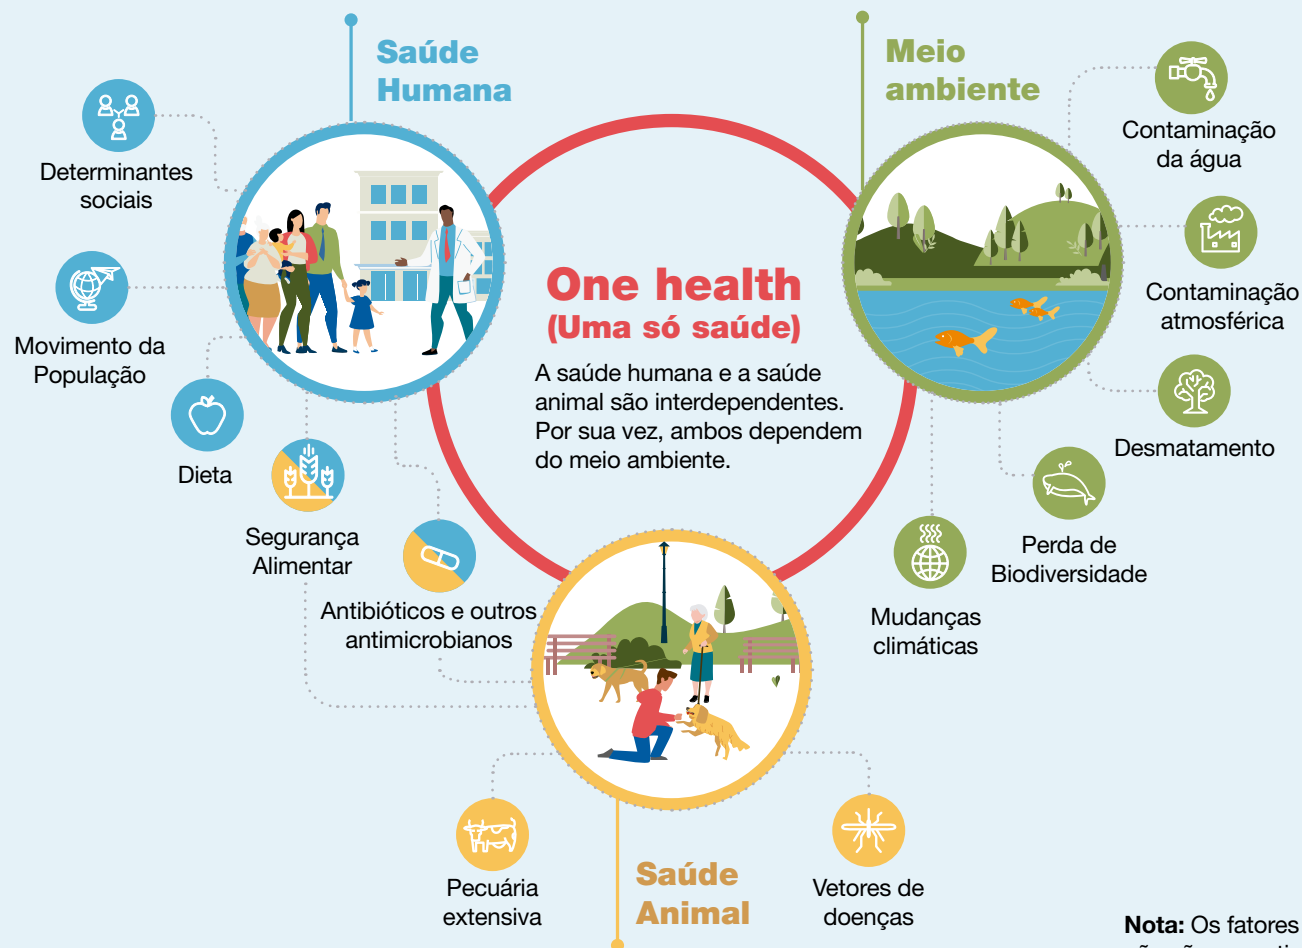 Saúde
Humana
Meio
ambiente
Determinantes
sociais
Movimento da
População
Dieta
Segurança
Alimentar
Antibióticos e outros
antimicrobianos
One health
(Uma só saúde)
A saúde humana e a saúde
animal são interdependentes.
Por sua vez, ambos dependem
do meio ambiente.
Contaminação
da água
Contaminação
atmosférica
Desmatamento
Perda de
Biodiversidade
Mudanças
climáticas
Pecuária
extensiva
Saúde
Animal
Vetores de
doenças
Nota: Os fatores